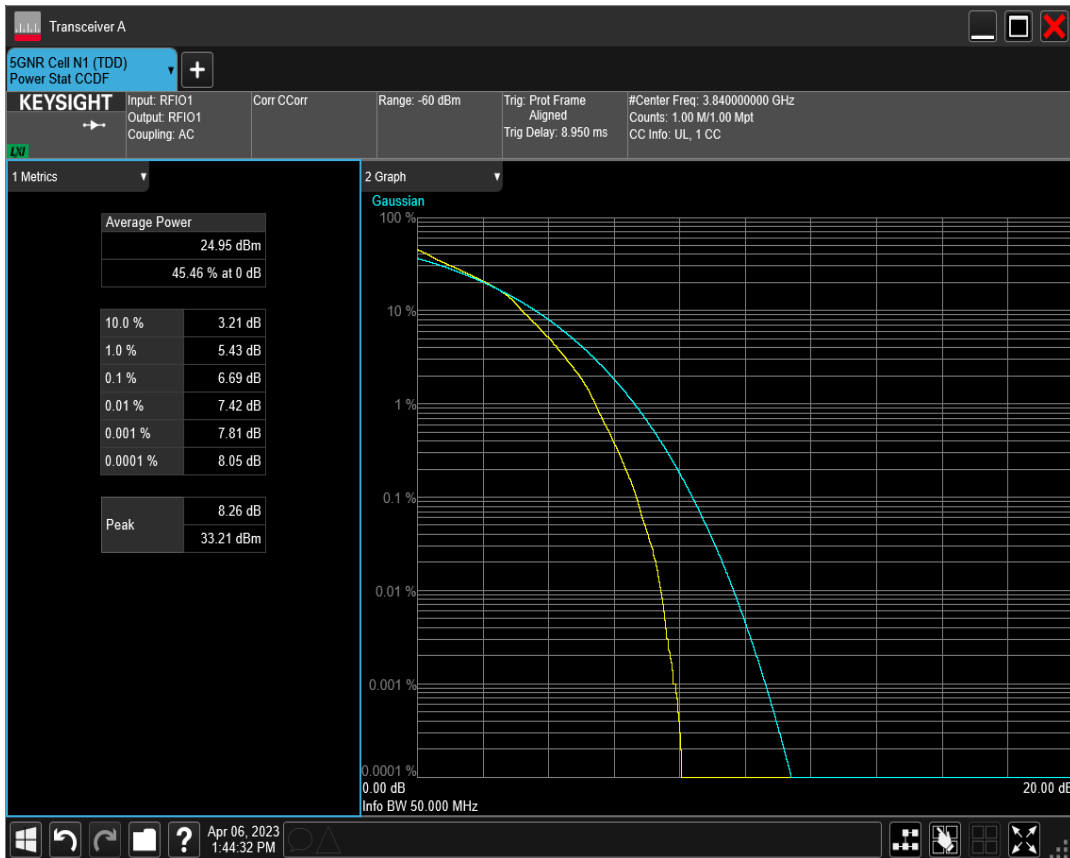 Transceiver A
5GNR Cell N1 (TDD)
Power Stat CCDF
+
KEYSIGHT
LXI
Input: RFIO1
Output: RFIO1
Coupling: AC
Corr CCorr
Range: -60 dBm
Trig: Prot Frame
Aligned
Trig Delay: 8.950 ms
#Center Freq: 3.840000000 GHz
Counts: 1.00 M/1.00 Mpt
CC Info: UL, 1 CC
1 Metrics
Average Power
24.95 dBm
45.46 % at 0 dB
10.0 % 3.21 dB
1.0 % 5.43 dB
0.1 % 6.69 dB
0.01 % 7.42 dB
0.001 % 7.81 dB
0.0001 % 8.05 dB
Peak
8.26 dB
33.21 dBm
2 Graph
Gaussian
100 %
10 %
1 %
0.1 %
0.01 %
0.001 %
0.0001 %
0.00 dB 20.00 dB
Info BW 50.000 MHz
?
Apr 06, 2023
1:44:32 PM